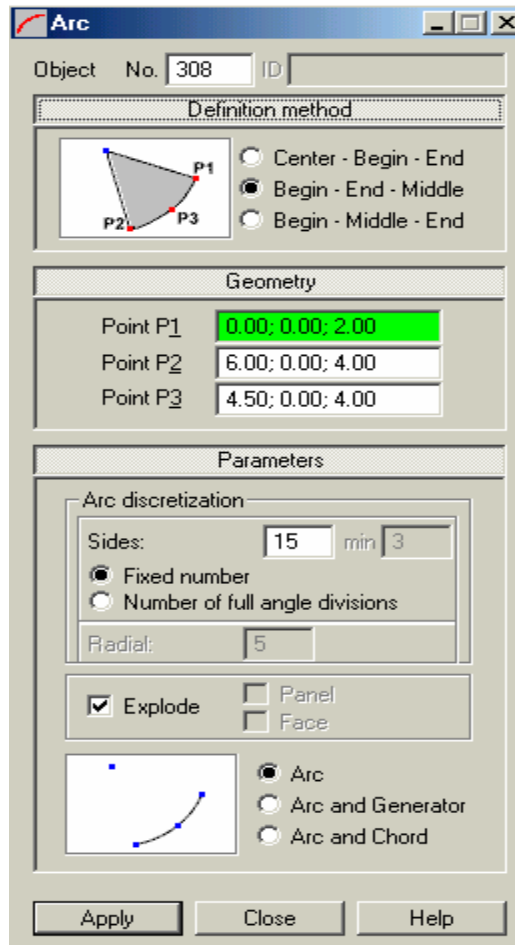 Arc
Object No. 308 ID
Definition method
P1
P2
P3
Center - Begin - End
Begin - End - Middle
Begin - Middle - End
Geometry
Point P1 0.00; 0.00; 2.00
Point P2 6.00; 0.00; 4.00
Point P3 4.50; 0.00; 4.00
Parameters
Arc discretization
Sides: 15 min 3
Fixed number
Number of full angle divisions
Radial: 5
Explode
Panel
Face
Arc
Arc and Generator
Arc and Chord
Apply Close Help